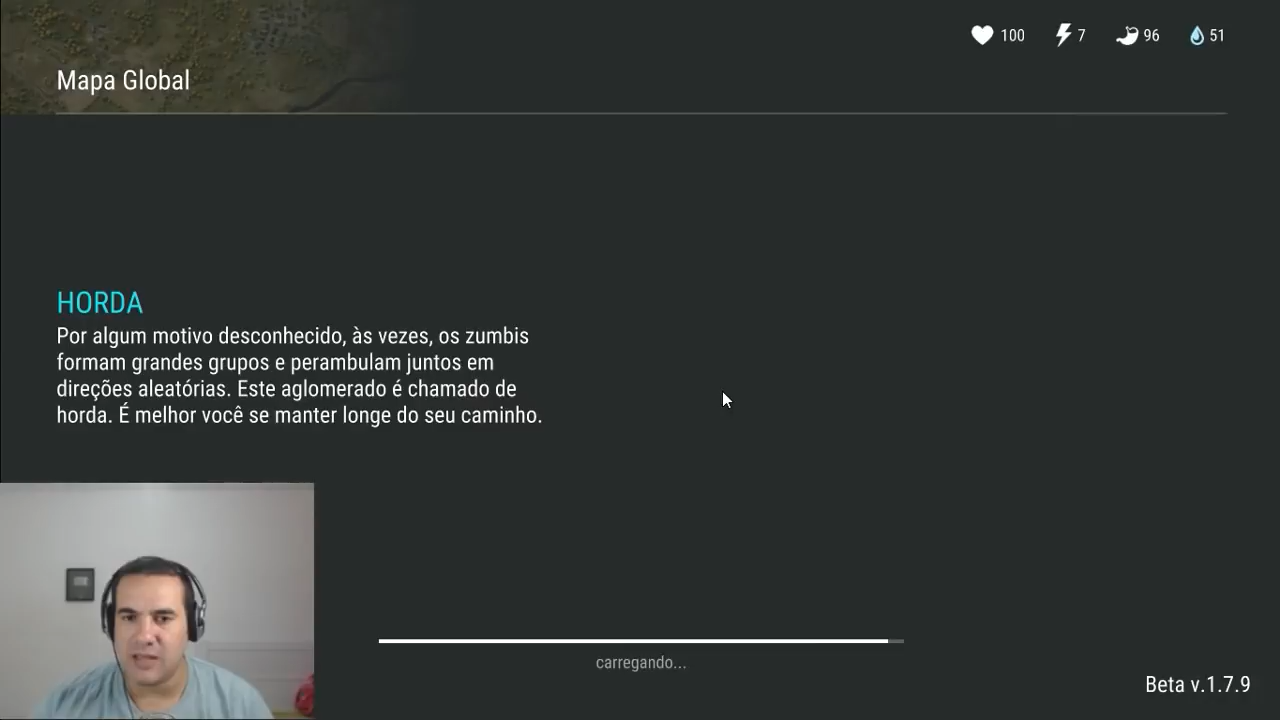 100
7
96
51
Mapa Global
HORDA
Por algum motivo desconhecido, às vezes, os zumbis
formam grandes grupos e perambulam juntos em
direções aleatórias. Este aglomerado é chamado de
horda. É melhor você se manter longe do seu caminho.
carregando...
Beta v.1.7.9